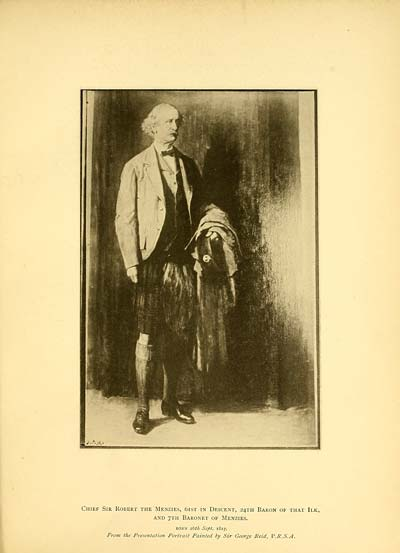 Chief Sir Robert the Menzies, 61st in Descent, 24th Baron of that Ilk,
and 7th Baronet of Menzies.
born 26th Sept. 1817.
From the Presentation Portrait Painted by Sir George Reid, P.R.S.A.